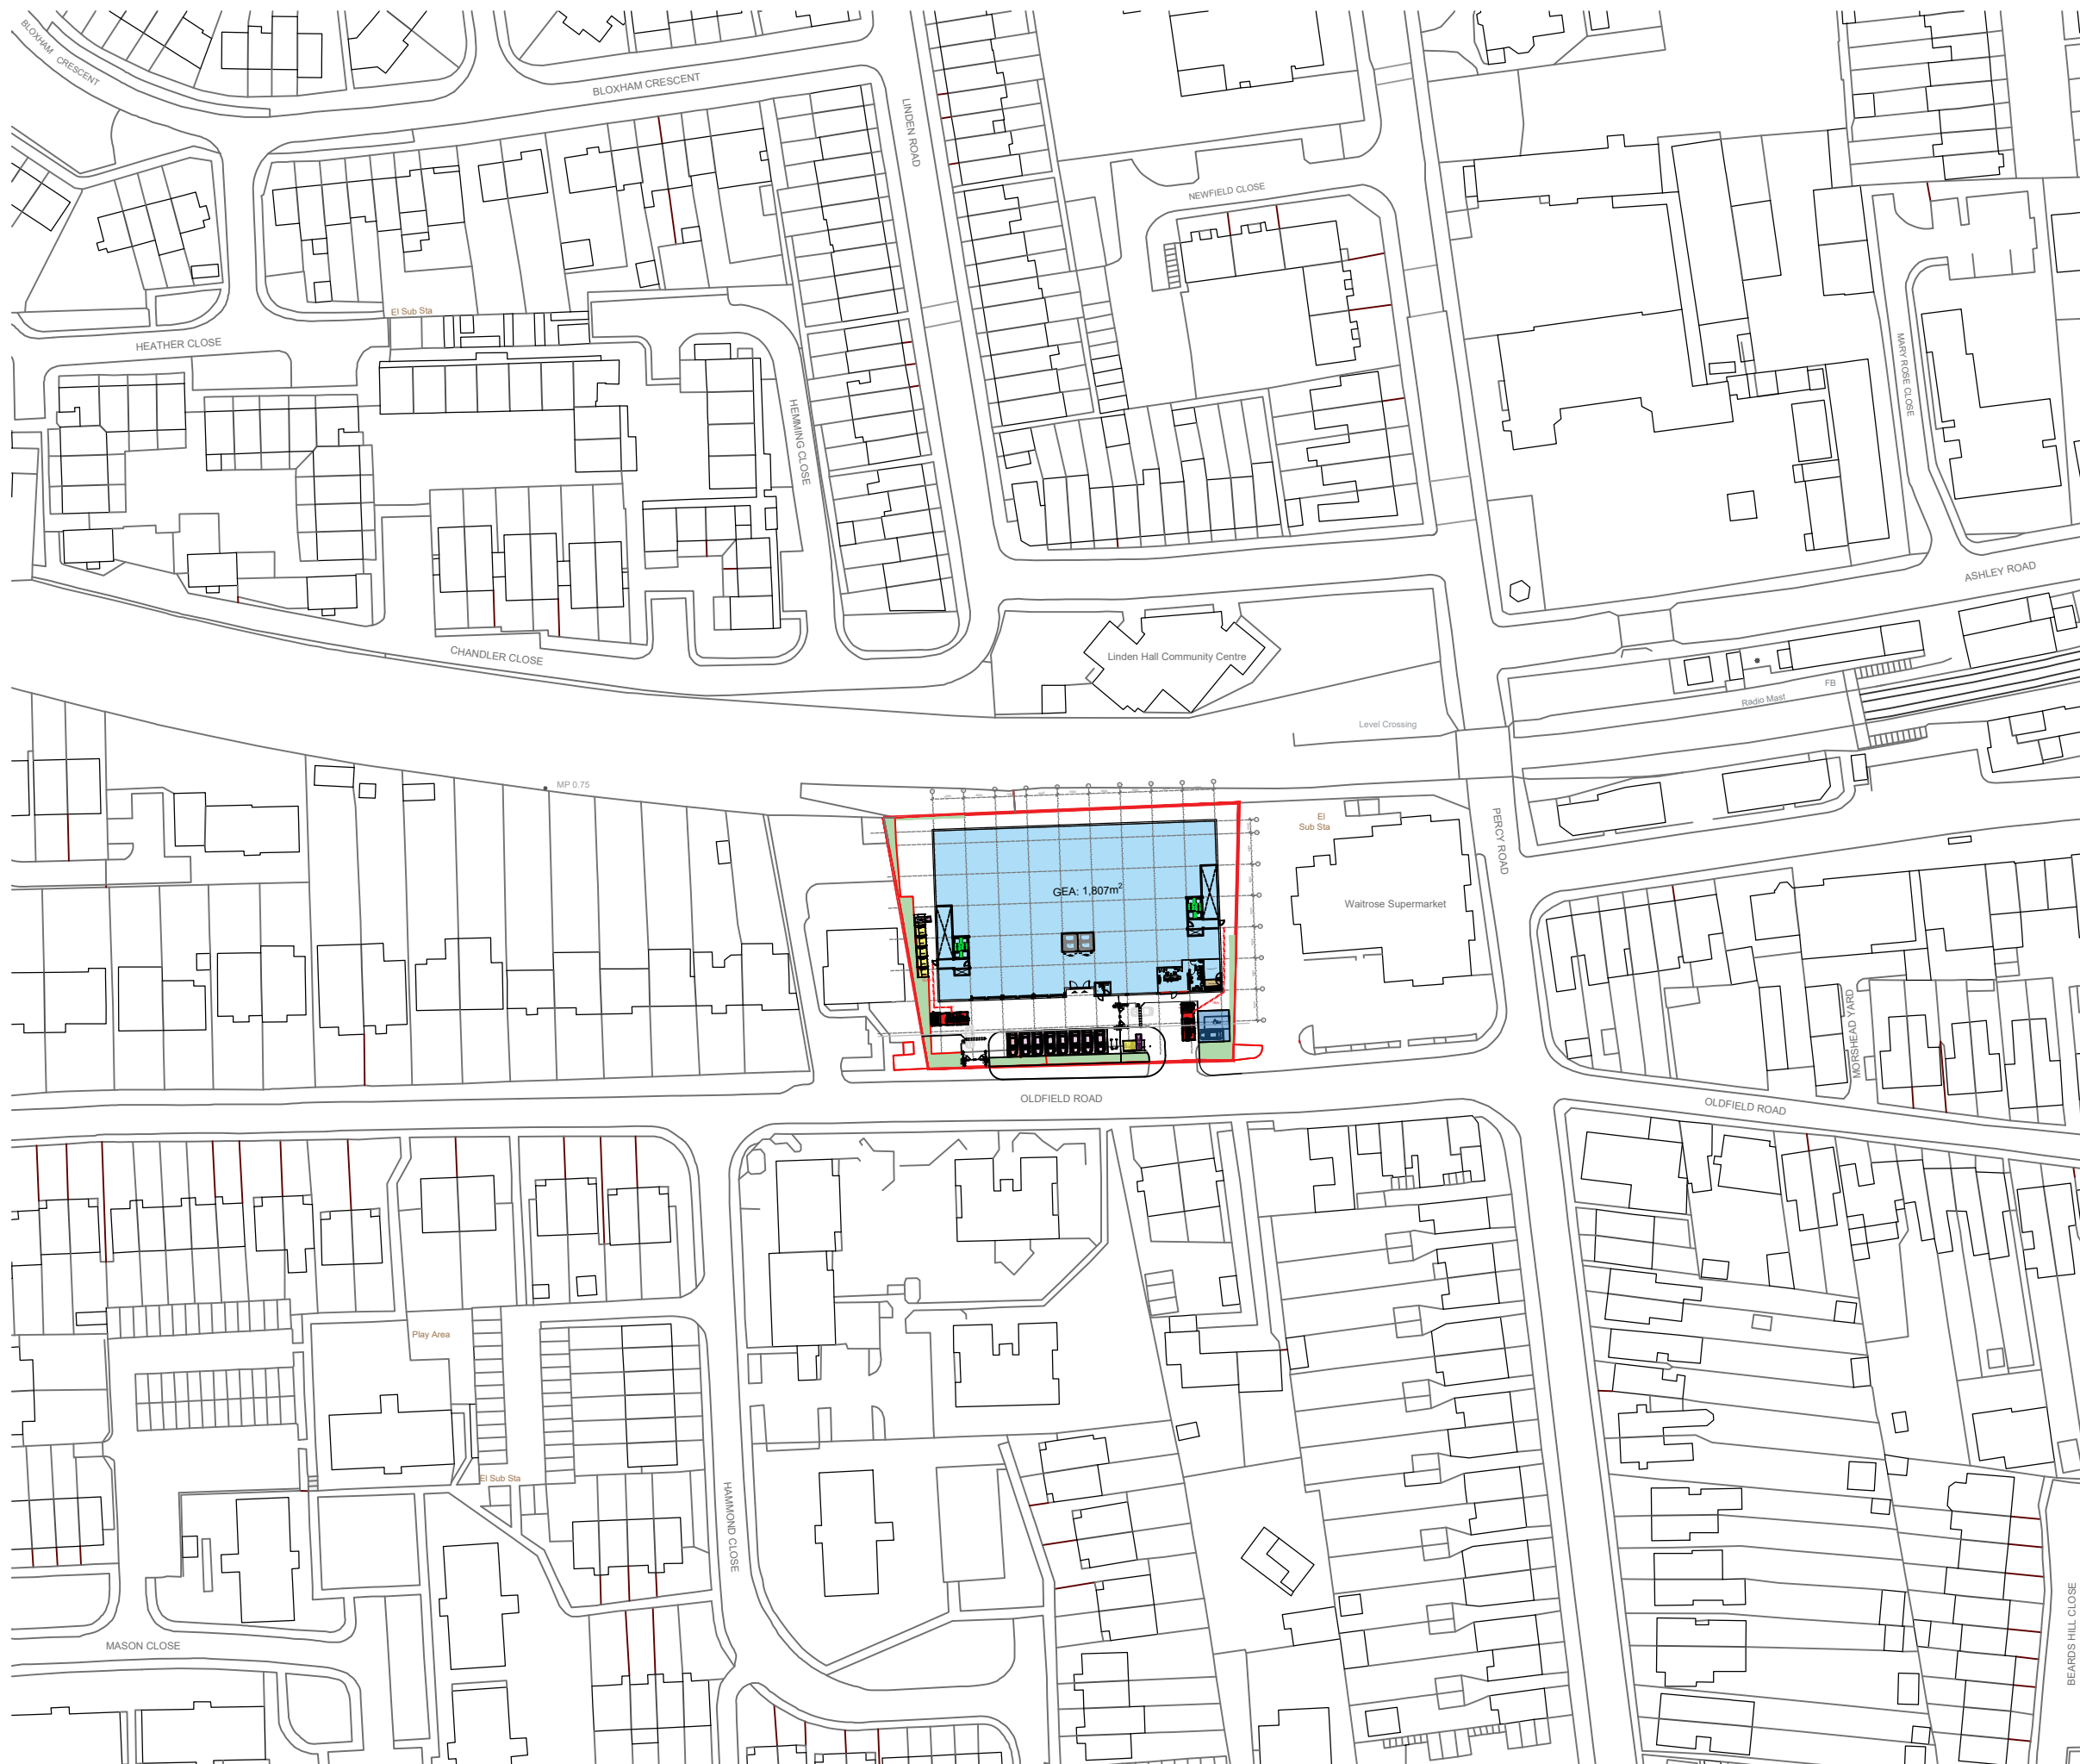 BLOXHAM
CRESCENT
BLOXHAM CRESCENT
LINDEN ROAD
NEWFIELD CLOSE
El Sub Sta
HEATHER CLOSE
MARY ROSE CLOSE
HEMMING CLOSE
ASHLEY ROAD
CHANDLER CLOSE
Linden Hall Community Centre
FB
Radio Mast
Level Crossing
MP 0.75
El
Sub Sta
PERCY ROAD
GEA: 1,807m²
Waitrose Supermarket
MORSHEAD YARD
OLDFIELD ROAD
OLDFIELD ROAD
Play Area
El Sub Sta
HAMMOND CLOSE
MASON CLOSE
BEARDS HILL CLOSE